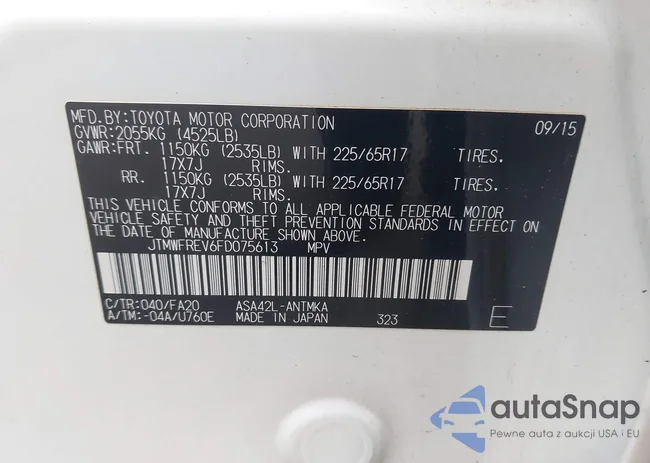 MFD.BY:TOYOTA MOTOR CORPORATION 09/15
GVWR:2055KG (4525LB)
GAWR:FRT. 1150KG (2535LB) WITH 225/65R17 TIRES.
17X7J RIMS.
RR. 1150KG (2535LB) WITH 225/65R17 TIRES.
17X7J RIMS.
THIS VEHICLE CONFORMS TO ALL APPLICABLE FEDERAL MOTOR
VEHICLE SAFETY AND THEFT PREVENTION STANDARDS IN EFFECT ON
THE DATE OF MANUFACTURE SHOWN ABOVE.
JTMWFREV6FD075613 MPV
C/TR:040/FA20 ASA42L-ANTMKA
A/TM:-04A/U760E MADE IN JAPAN 323 E
autaSnap
Pewne auta z aukcji USA i EU